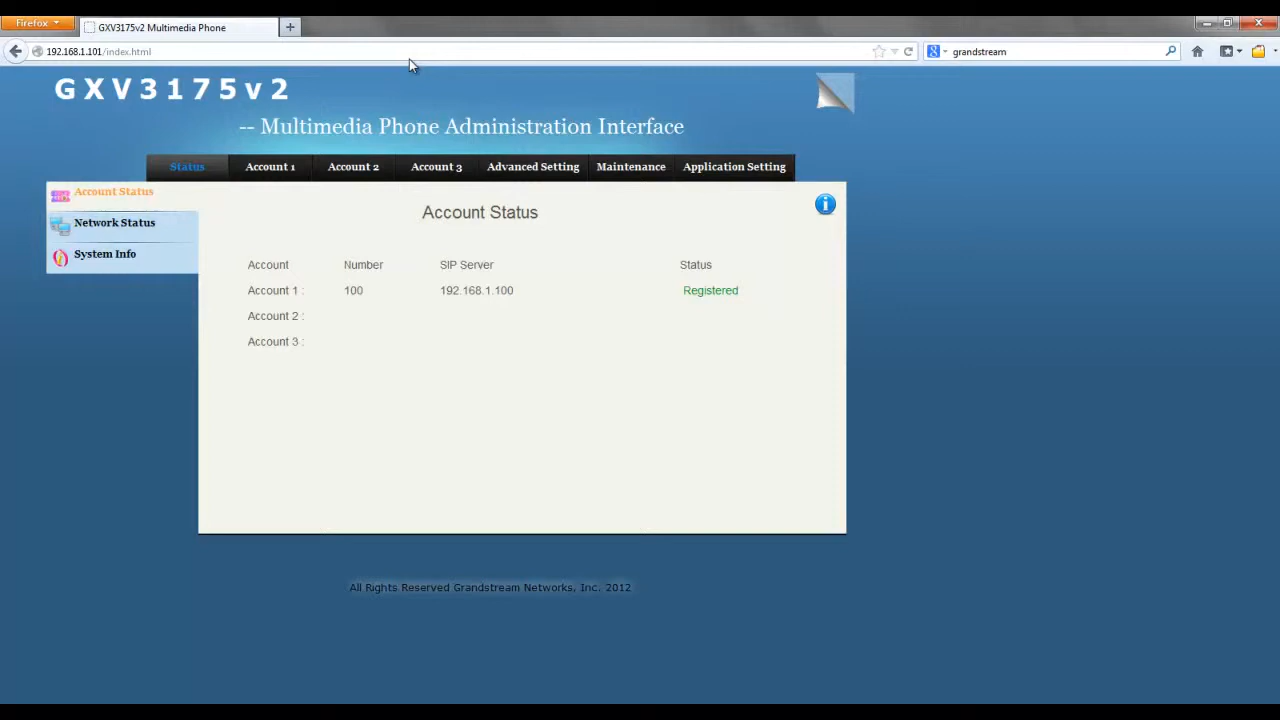 Firefox
GXV3175v2 Multimedia Phone
192.168.1.101/index.html
grandstream
GXV3175v2
-- Multimedia Phone Administration Interface
Status Account 1 Account 2 Account 3 Advanced Setting Maintenance Application Setting
Account Status
Network Status
System Info
Account Status
Account Number SIP Server Status
Account 1 : 100 192.168.1.100 Registered
Account 2 :
Account 3 :
All Rights Reserved Grandstream Networks, Inc. 2012